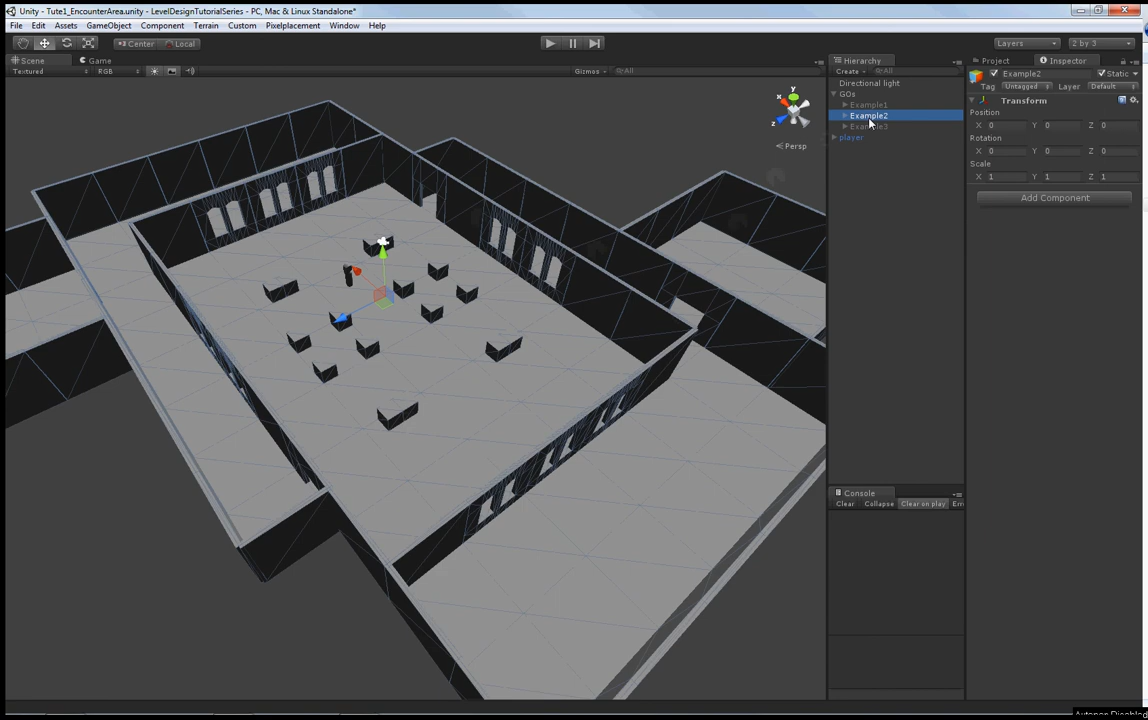 Unity - Tute1_EncounterArea.unity - LevelDesignTutorialSeries - PC, Mac & Linux Standalone*
File Edit Assets GameObject Component Terrain Custom Pixelplacement Window Help
Center Local Layers 2 by 3
Scene Game Hierarchy Project Inspector
Textured RGB Gizmos All Create All
Example2 Static
Tag Untagged Layer Default
Directional light
GOs
Example1
Example2
Example3
player
Transform
Position
X 0 Y 0 Z 0
Rotation
X 0 Y 0 Z 0
Scale
X 1 Y 1 Z 1
Add Component
y
x
z
Persp
Console
Clear Collapse Clear on play